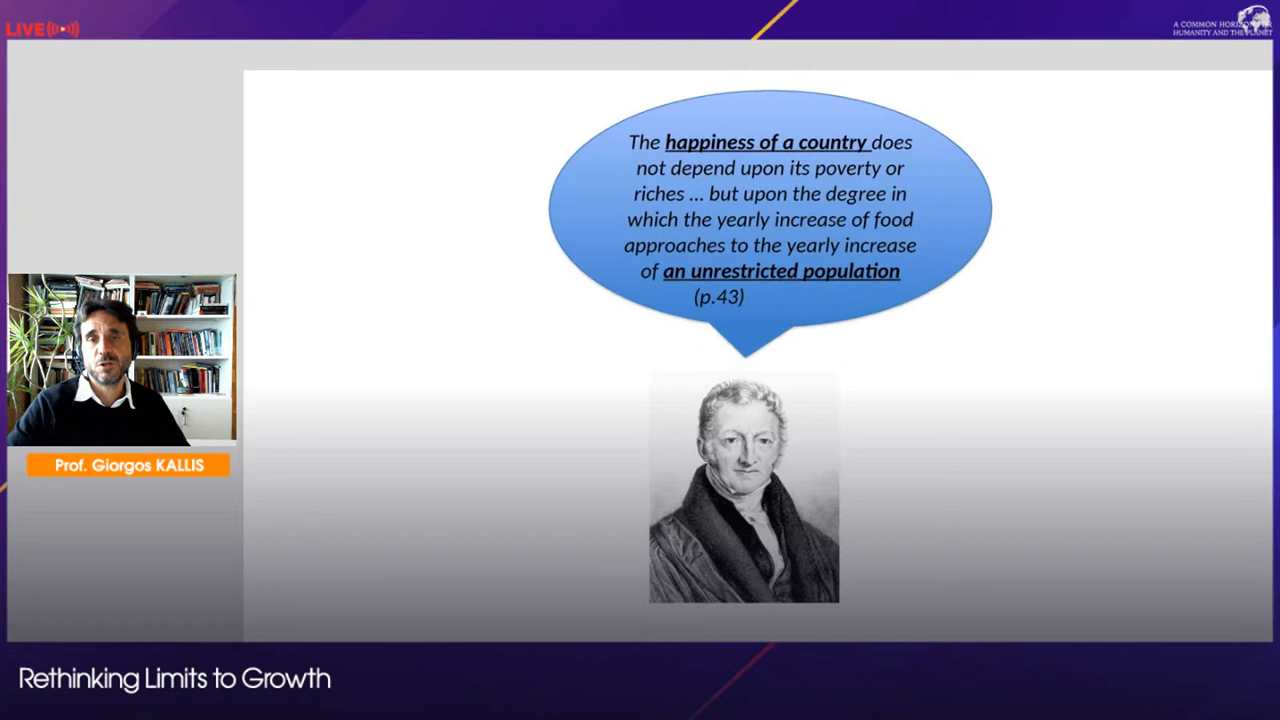 LIVE
A COMMON HORIZON FOR
HUMANITY AND THE PLANET
The happiness of a country does
not depend upon its poverty or
riches ... but upon the degree in
which the yearly increase of food
approaches to the yearly increase
of an unrestricted population
(p.43)
Prof. Giorgos KALLIS
Rethinking Limits to Growth